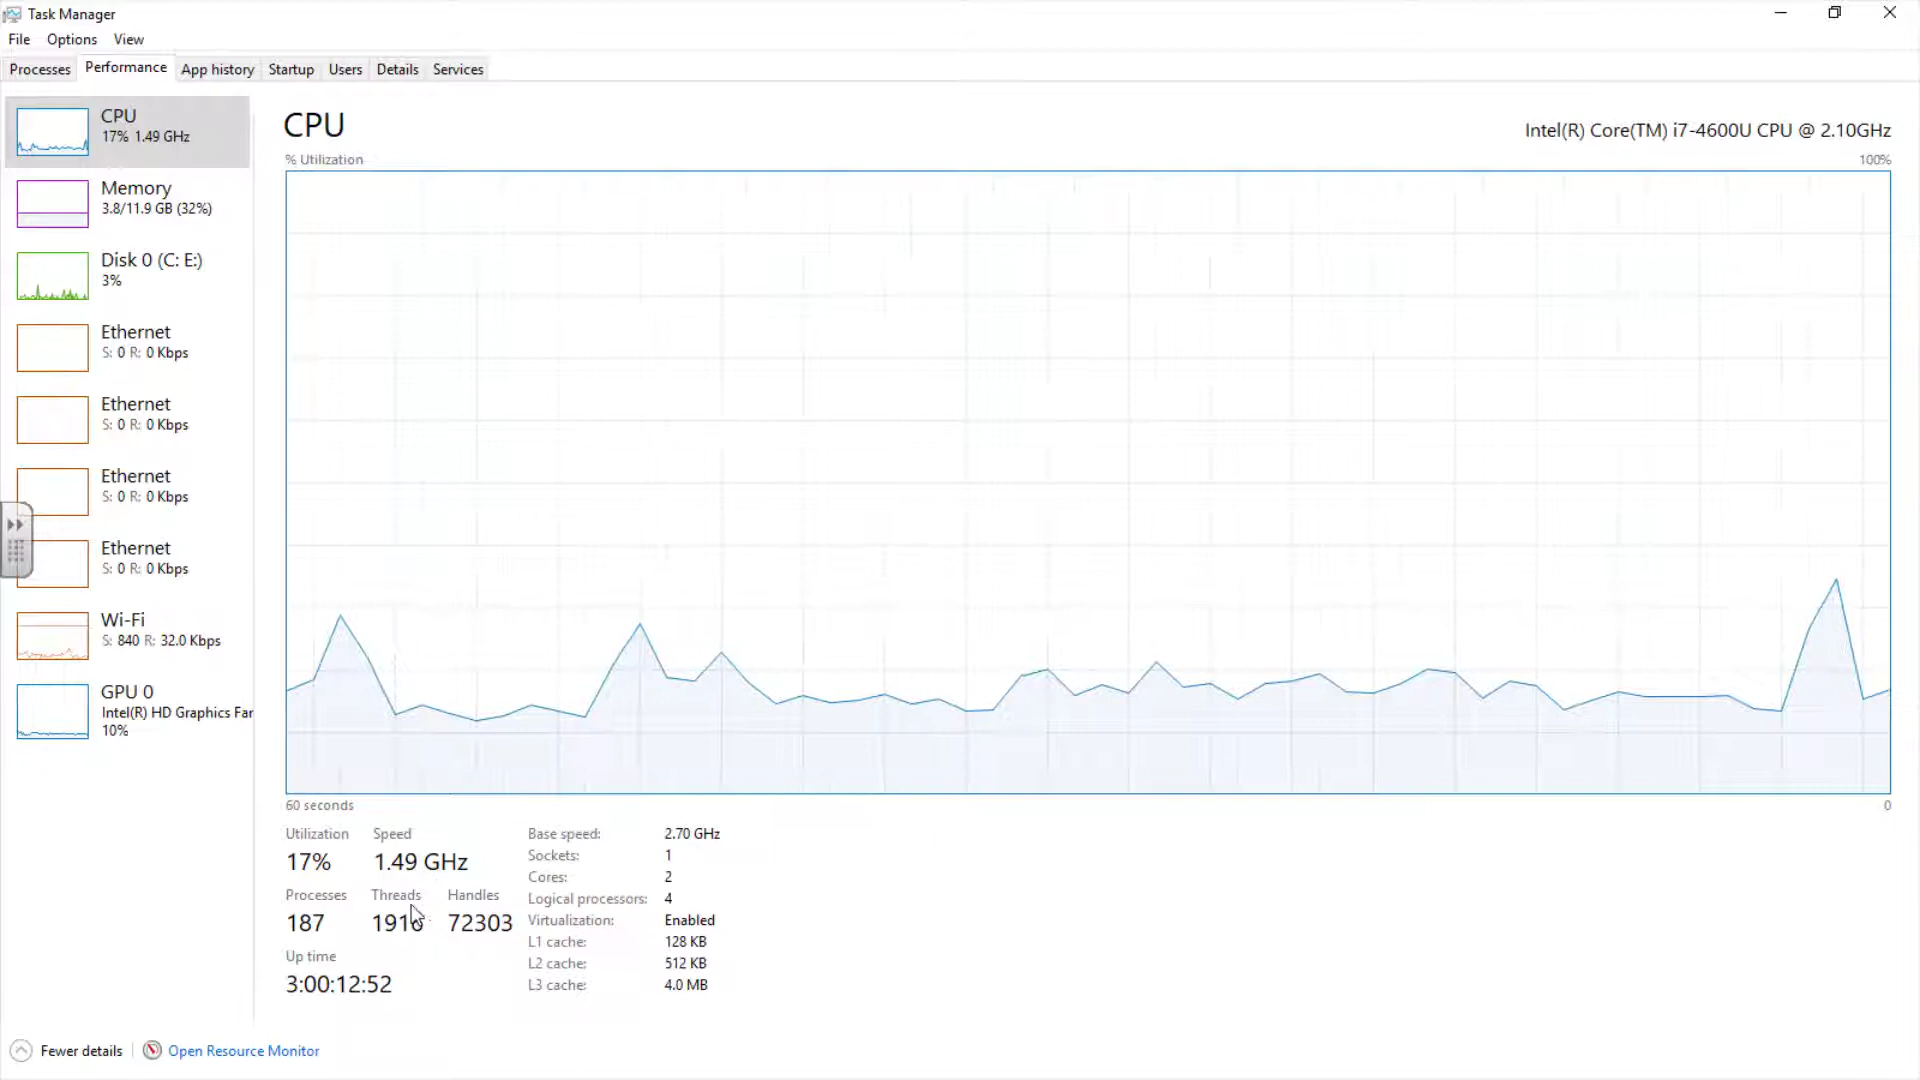 Task Manager
File Options View
Processes Performance App history Startup Users Details Services
CPU
17% 1.49 GHz
Memory
3.8/11.9 GB (32%)
Disk 0 (C: E:)
3%
Ethernet
S: 0 R: 0 Kbps
Ethernet
S: 0 R: 0 Kbps
Ethernet
S: 0 R: 0 Kbps
Ethernet
S: 0 R: 0 Kbps
Wi-Fi
S: 840 R: 32.0 Kbps
GPU 0
Intel(R) HD Graphics Far
10%
CPU
Intel(R) Core(TM) i7-4600U CPU @ 2.10GHz
% Utilization 100%
60 seconds 0
Utilization Speed
17% 1.49 GHz
Processes Threads Handles
187 1916 72303
Up time
3:00:12:52
Base speed: 2.70 GHz
Sockets: 1
Cores: 2
Logical processors: 4
Virtualization: Enabled
L1 cache: 128 KB
L2 cache: 512 KB
L3 cache: 4.0 MB
Fewer details Open Resource Monitor